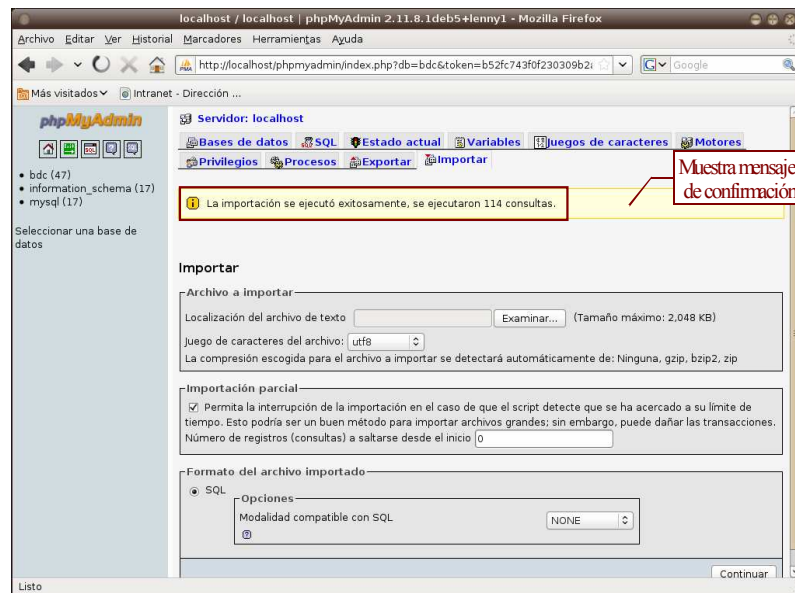 localhost / localhost | phpMyAdmin 2.11.8.1deb5+lenny1 - Mozilla Firefox
Archivo Editar Ver Historial Marcadores Herramientas Ayuda
http://localhost/phpmyadmin/index.php?db=bdc&token=b52fc743f0f230309b2
Google
Más visitados Intranet - Dirección ...
phpMyAdmin
bdc (47)
information_schema (17)
mysql (17)
Seleccionar una base de
datos
Servidor: localhost
Bases de datos SQL Estado actual Variables Juegos de caracteres Motores
Privilegios Procesos Exportar Importar
Muestra mensaje
de confirmación
La importación se ejecutó exitosamente, se ejecutaron 114 consultas.
Importar
Archivo a importar
Localización del archivo de texto Examinar... (Tamaño máximo: 2,048 KB)
Juego de caracteres del archivo: utf8
La compresión escogida para el archivo a importar se detectará automáticamente de: Ninguna, gzip, bzip2, zip
Importación parcial
Permita la interrupción de la importación en el caso de que el script detecte que se ha acercado a su límite de
tiempo. Esto podría ser un buen método para importar archivos grandes; sin embargo, puede dañar las transacciones.
Número de registros (consultas) a saltarse desde el inicio 0
Formato del archivo importado
SQL
Opciones
Modalidad compatible con SQL NONE
Continuar
Listo